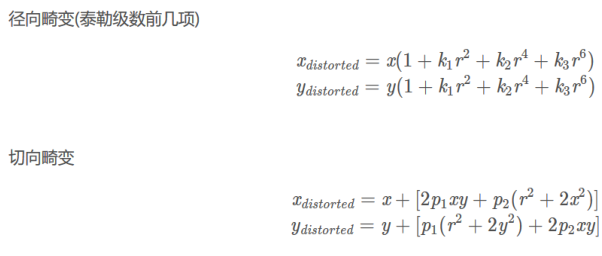 径向畸变(泰勒级数前几项)
x_{distorted} = x(1 + k_1r^2 + k_2r^4 + k_3r^6)
y_{distorted} = y(1 + k_1r^2 + k_2r^4 + k_3r^6)
切向畸变
x_{distorted} = x + [2p_1xy + p_2(r^2 + 2x^2)]
y_{distorted} = y + [p_1(r^2 + 2y^2) + 2p_2xy]